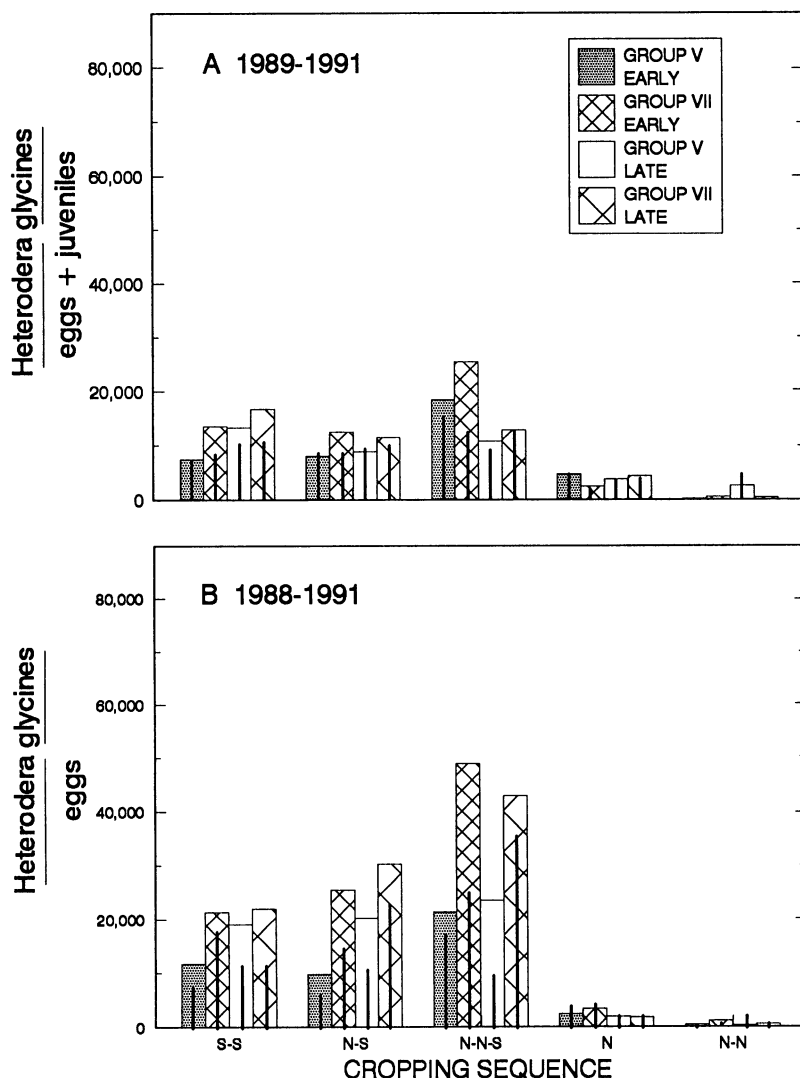 A 1989-1991
GROUP V
EARLY
GROUP VII
EARLY
GROUP V
LATE
GROUP VII
LATE
80,000
60,000
40,000
20,000
0
Heterodera glycines
eggs + juveniles
B 1988-1991
80,000
60,000
40,000
20,000
0
Heterodera glycines
eggs
S-S N-S N-N-S N N-N
CROPPING SEQUENCE